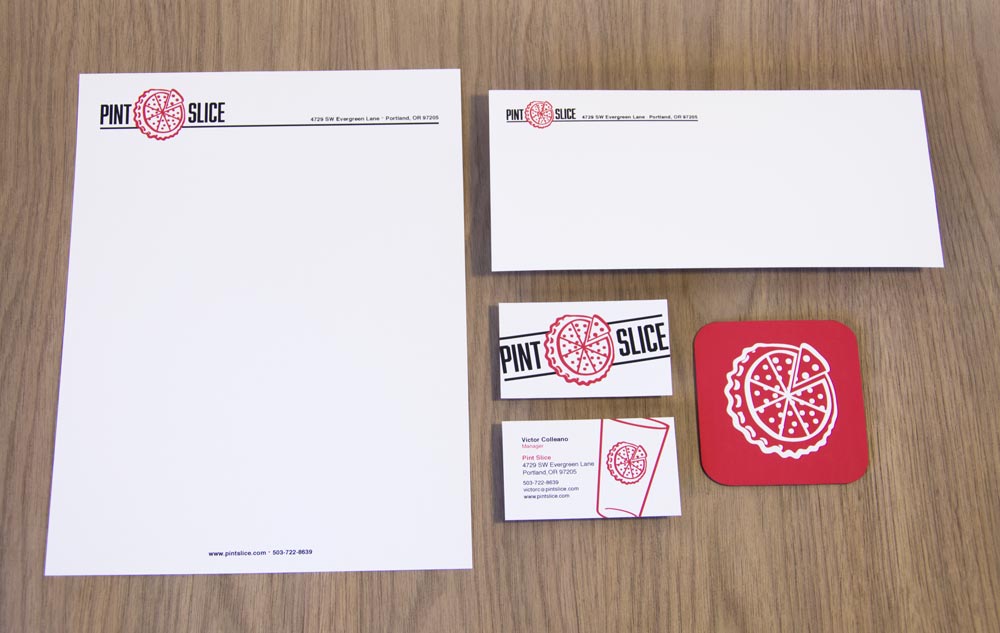 PINT SLICE
4729 SW Evergreen Lane · Portland, OR 97205
www.pintslice.com · 503-722-8639
PINT SLICE
4729 SW Evergreen Lane · Portland, OR 97205
PINT SLICE
Victor Colleano
Manager
Pint Slice
4729 SW Evergreen Lane
Portland, OR 97205
503-722-8639
victorc@pintslice.com
www.pintslice.com